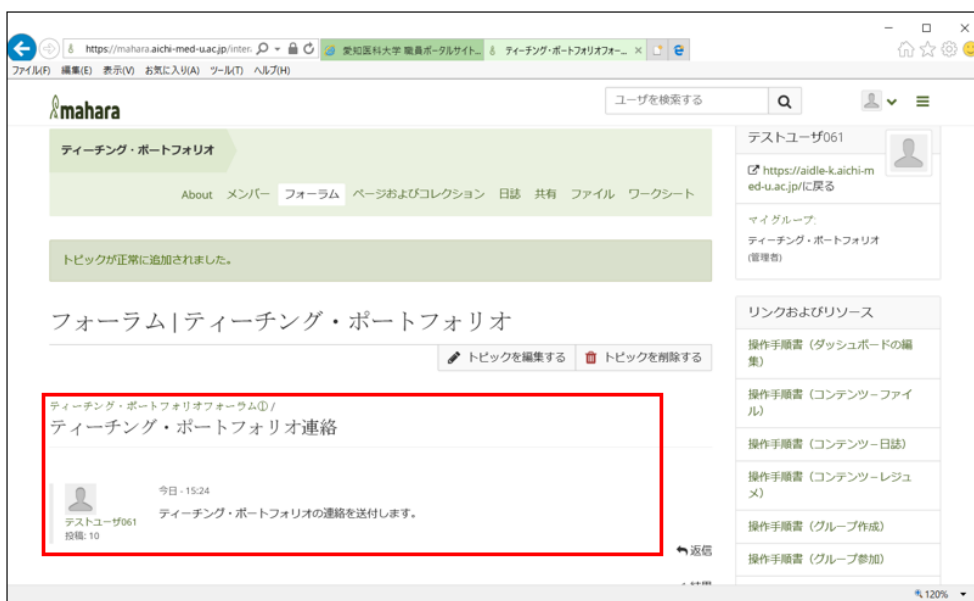 https://mahara.aichi-med-u.ac.jp/inter
愛知医科大学 職員ポータルサイト...
ティーチング・ポートフォリオフォー...
ファイル(F) 編集(E) 表示(V) お気に入り(A) ツール(T) ヘルプ(H)
mahara
ユーザを検索する
ティーチング・ポートフォリオ
About メンバー フォーラム ページおよびコレクション 日誌 共有 ファイル ワークシート
トピックが正常に追加されました。
フォーラム | ティーチング・ポートフォリオ
トピックを編集する トピックを削除する
ティーチング・ポートフォリオフォーラム① /
ティーチング・ポートフォリオ連絡
今日 - 15:24
ティーチング・ポートフォリオの連絡を送付します。
テストユーザ061
投稿: 10
返信
テストユーザ061
https://aidle-k.aichi-m
ed-u.ac.jp/に戻る
マイグループ:
ティーチング・ポートフォリオ
(管理者)
リンクおよびリソース
操作手順書（ダッシュボードの編
集）
操作手順書（コンテンツ－ファイ
ル）
操作手順書（コンテンツ－日誌）
操作手順書（コンテンツ－レジュ
メ）
操作手順書（グループ作成）
操作手順書（グループ参加）
120%